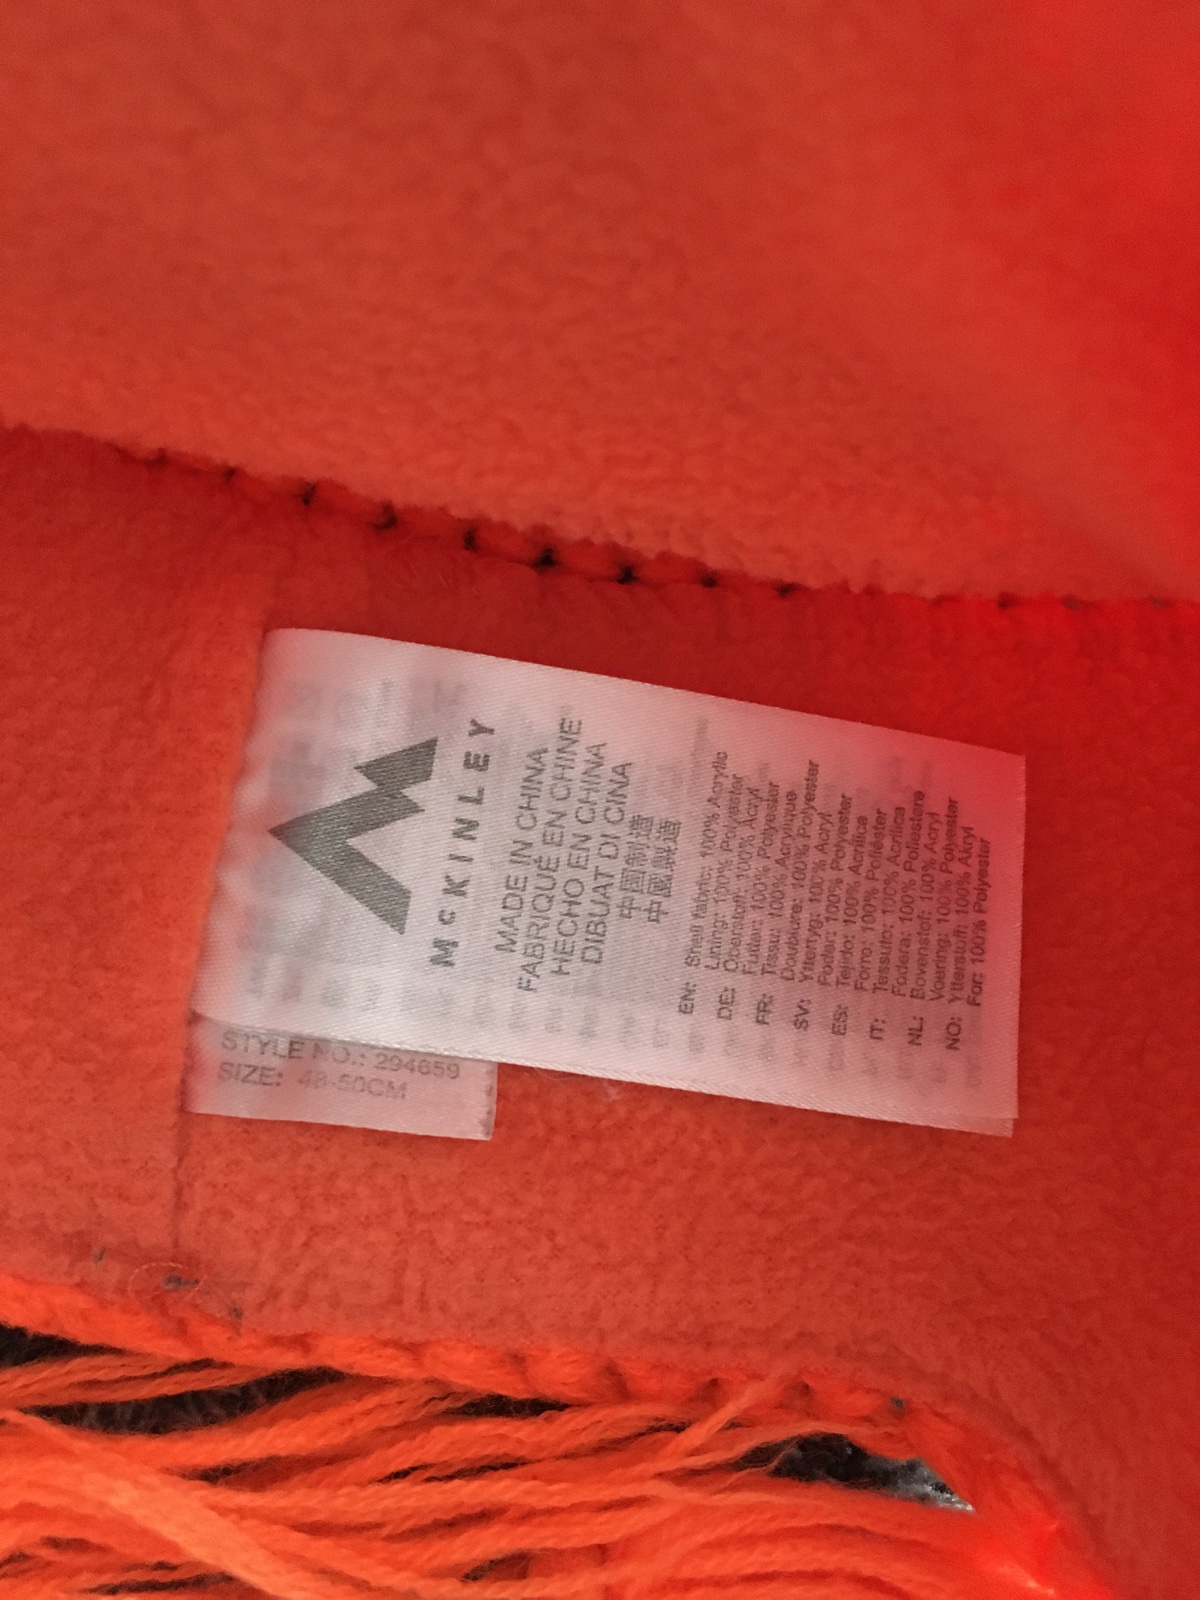 McKINLEY
MADE IN CHINA
FABRIQUÉ EN CHINE
HECHO EN CHINA
DIBUAT DI CINA
中国制造
中國製造
EN: Shell fabric: 100% Acrylic
Lining: 100% Polyester
DE: Oberstoff: 100% Acryl
Futter: 100% Polyester
FR: Tissu: 100% Acrylique
Doublure: 100% Polyester
SV: Yttertyg: 100% Acryl
Foder: 100% Polyester
ES: Tejido: 100% Acrílica
Forro: 100% Poliéster
IT: Tessuto: 100% Acrilica
Fodera: 100% Poliestere
NL: Bovenstof: 100% Acryl
Voering: 100% Polyester
NO: Ytterstoff: 100% Akryl
Fôr: 100% Polyester
STYLE NO.: 294659
SIZE: 48-50CM